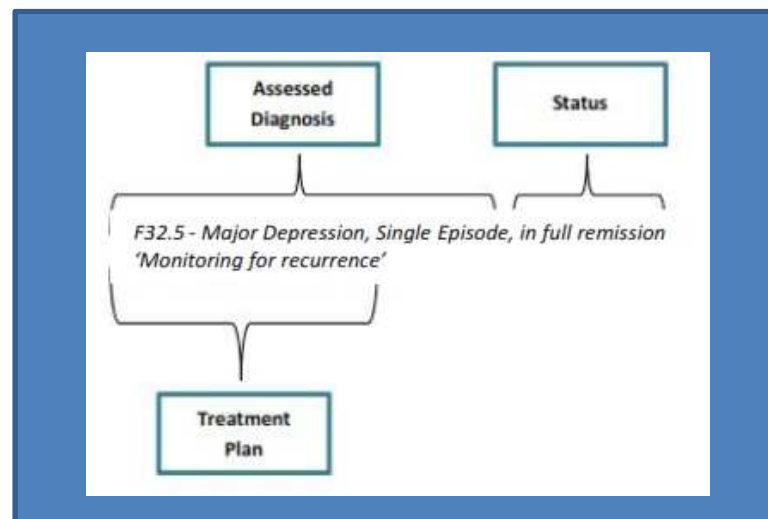 Assessed
Diagnosis
Status
F32.5 - Major Depression, Single Episode, in full remission
‘Monitoring for recurrence’
Treatment
Plan